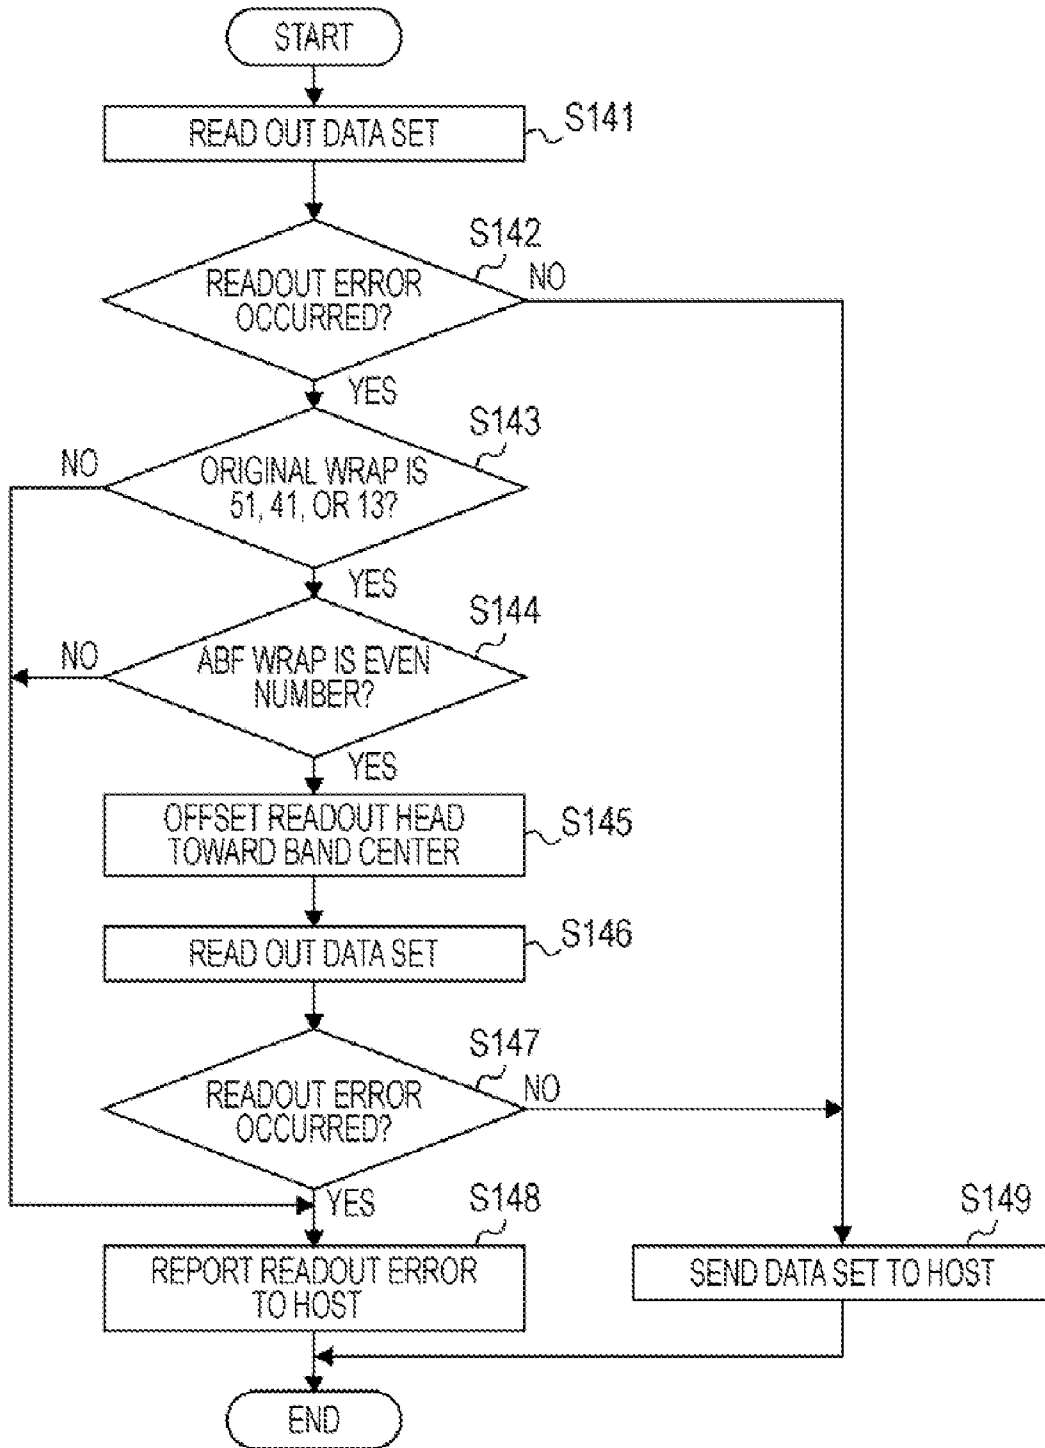 START
READ OUT DATA SET
S141
S142
READOUT ERROR
OCCURRED?
NO
YES
S143
NO
ORIGINAL WRAP IS
51, 41, OR 13?
YES
S144
NO
ABF WRAP IS EVEN
NUMBER?
YES
OFFSET READOUT HEAD
TOWARD BAND CENTER
S145
READ OUT DATA SET
S146
S147
READOUT ERROR
OCCURRED?
NO
YES
S148
REPORT READOUT ERROR
TO HOST
S149
SEND DATA SET TO HOST
END